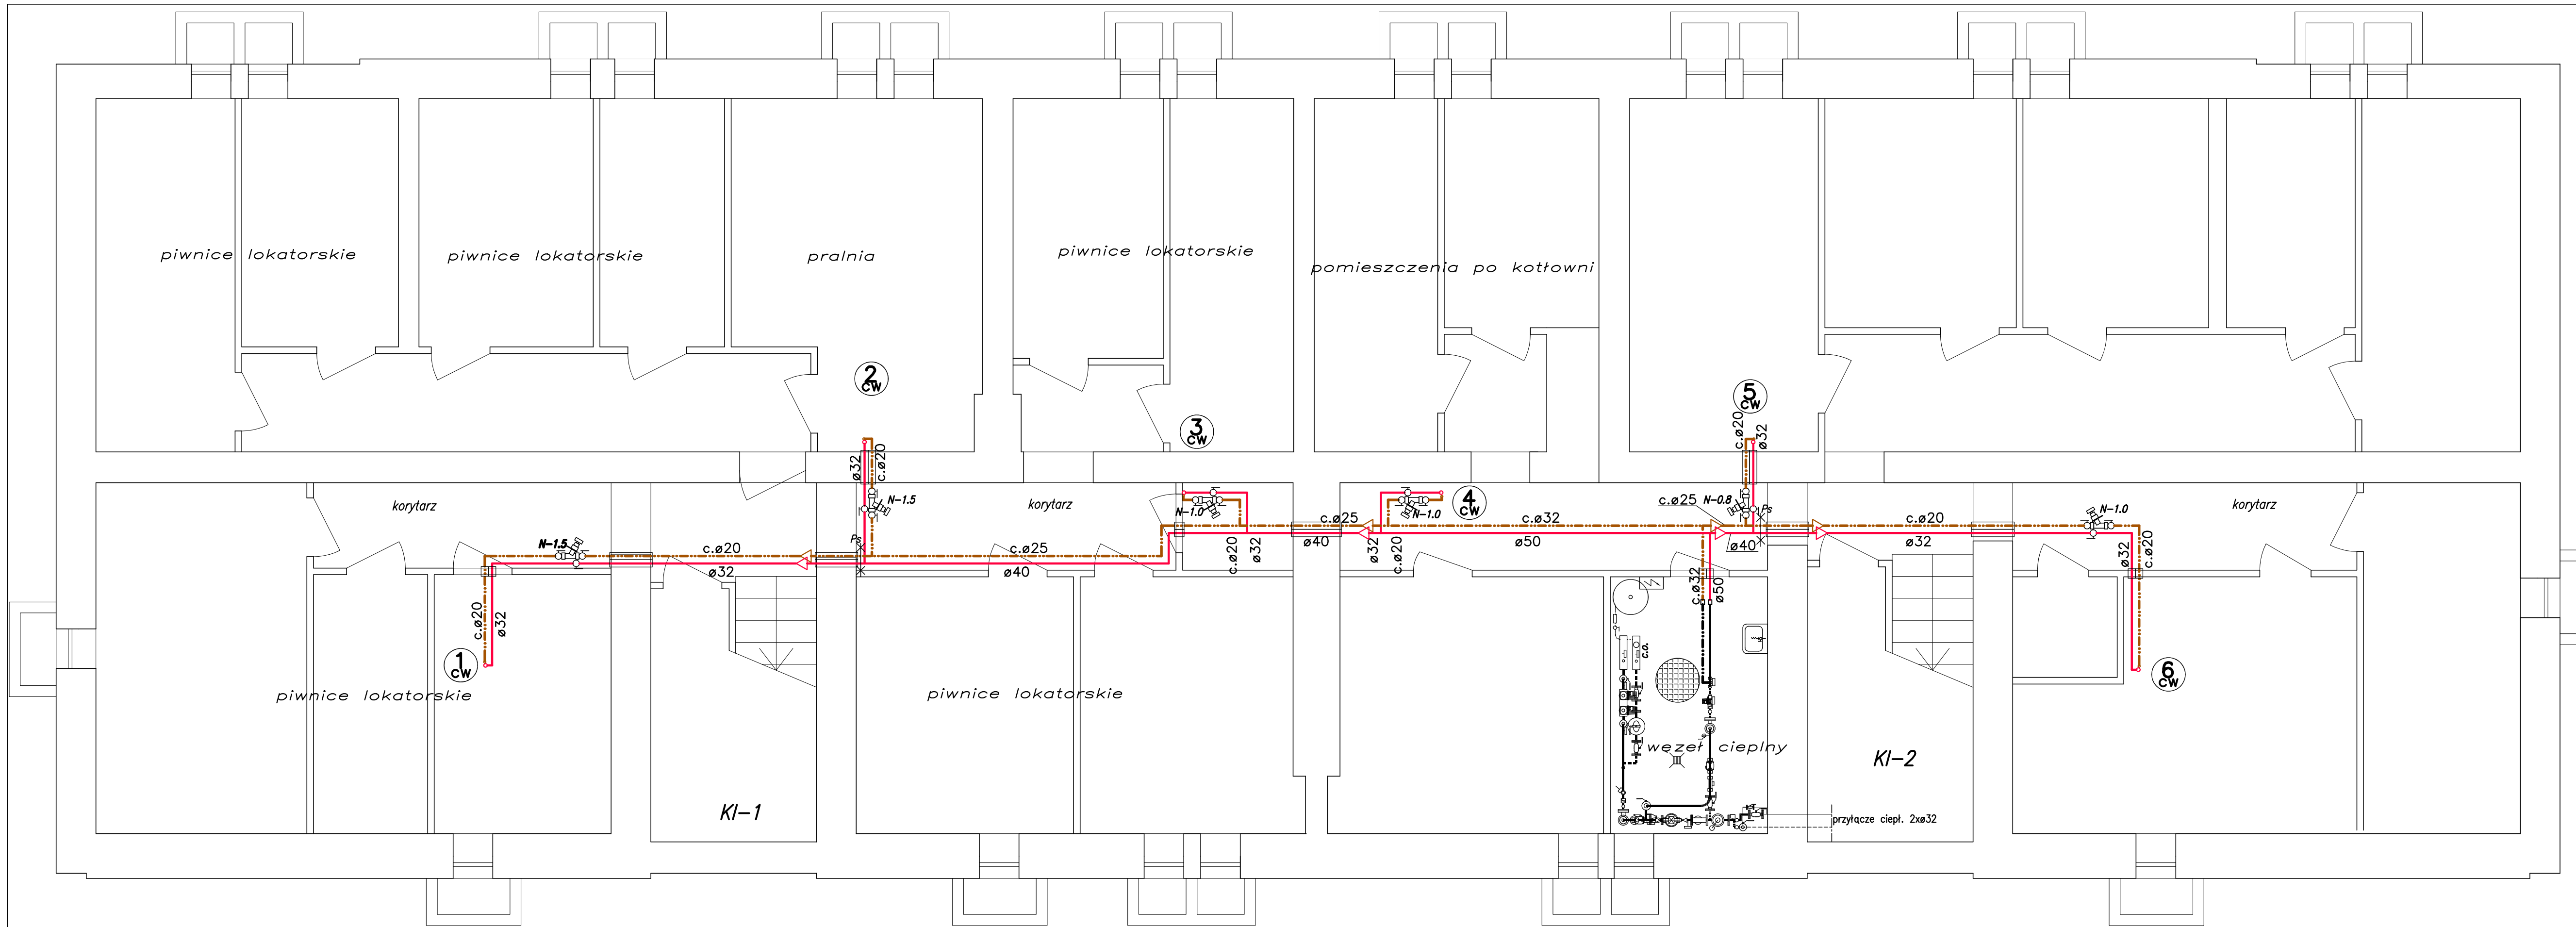 piwnice lokatorskie
piwnice lokatorskie
pralnia
piwnice lokatorskie
pomieszczenia po kotłowni
2
CW
3
CW
5
CW
c.ø20
ø32
ø32
c.ø20
N-1.5
korytarz
korytarz
N-1.0
4
CW
N-1.0
c.ø25
N-0.8
Ps
N-1.0
korytarz
N-1.5
c.ø20
Ps
c.ø25
c.ø25
c.ø32
c.ø20
ø32
ø40
c.ø20
ø32
ø40
ø32
c.ø20
ø50
ø40
ø32
ø32
c.ø20
c.ø32
ø50
c.ø20
ø32
1
CW
c.o.
6
CW
piwnice lokatorskie
piwnice lokatorskie
węzeł cieplny
Kl-1
Kl-2
przyłącze ciepł. 2xø32